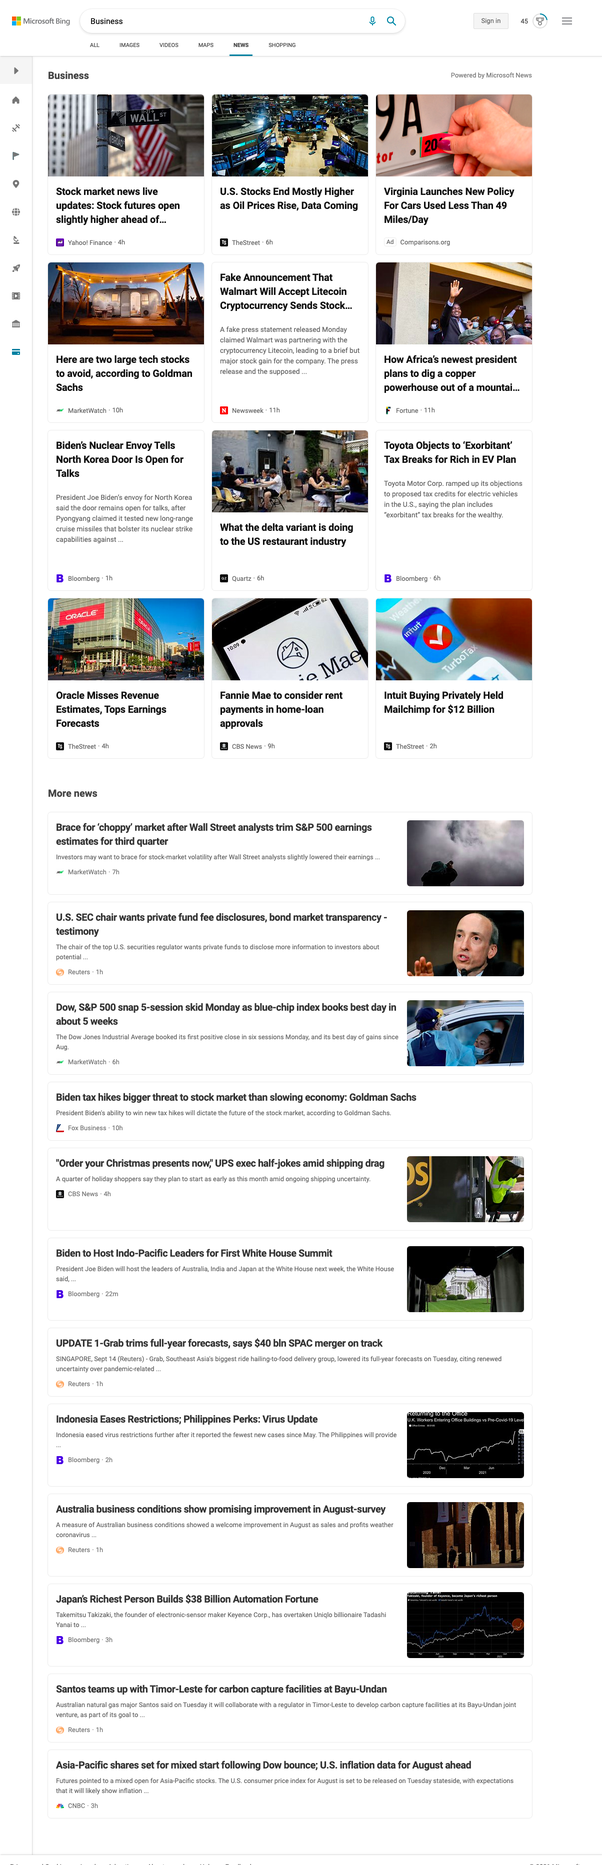 Microsoft Bing
Business
Sign in
45
ALL IMAGES VIDEOS MAPS NEWS SHOPPING
Business
Powered by Microsoft News
WALL ST
Stock market news live
updates: Stock futures open
slightly higher ahead of...
Yahoo! Finance · 4h
U.S. Stocks End Mostly Higher
as Oil Prices Rise, Data Coming
TheStreet · 6h
9A
20
tor
Virginia Launches New Policy
For Cars Used Less Than 49
Miles/Day
Ad Comparisons.org
Here are two large tech stocks
to avoid, according to Goldman
Sachs
MarketWatch · 10h
Fake Announcement That
Walmart Will Accept Litecoin
Cryptocurrency Sends Stock...
A fake press statement released Monday
claimed Walmart was partnering with the
cryptocurrency Litecoin, leading to a brief but
major stock gain for the company. The press
release and the supposed ...
Newsweek · 11h
How Africa's newest president
plans to dig a copper
powerhouse out of a mountai...
Fortune · 11h
Biden's Nuclear Envoy Tells
North Korea Door Is Open for
Talks
President Joe Biden's envoy for North Korea
said the door remains open for talks, after
Pyongyang claimed it tested new long-range
cruise missiles that bolster its nuclear strike
capabilities against ...
Bloomberg · 1h
What the delta variant is doing
to the US restaurant industry
Quartz · 6h
Toyota Objects to 'Exorbitant'
Tax Breaks for Rich in EV Plan
Toyota Motor Corp. ramped up its objections
to proposed tax credits for electric vehicles
in the U.S., saying the plan includes
"exorbitant" tax breaks for the wealthy.
Bloomberg · 6h
ORACLE
Oracle Misses Revenue
Estimates, Tops Earnings
Forecasts
TheStreet · 4h
10:09
ie Mae
Fannie Mae to consider rent
payments in home-loan
approvals
CBS News · 9h
intuit
TurboTa
Intuit Buying Privately Held
Mailchimp for $12 Billion
TheStreet · 2h
More news
Brace for 'choppy' market after Wall Street analysts trim S&P 500 earnings
estimates for third quarter
Investors may want to brace for stock-market volatility after Wall Street analysts slightly lowered their earnings ...
MarketWatch · 7h
U.S. SEC chair wants private fund fee disclosures, bond market transparency -
testimony
The chair of the top U.S. securities regulator wants private funds to disclose more information to investors about
potential ...
Reuters · 1h
Dow, S&P 500 snap 5-session skid Monday as blue-chip index books best day in
about 5 weeks
The Dow Jones Industrial Average booked its first positive close in six sessions Monday, and its best day of gains since
Aug.
MarketWatch · 6h
Biden tax hikes bigger threat to stock market than slowing economy: Goldman Sachs
President Biden's ability to win new tax hikes will dictate the future of the stock market, according to Goldman Sachs.
Fox Business · 10h
"Order your Christmas presents now," UPS exec half-jokes amid shipping drag
A quarter of holiday shoppers say they plan to start as early as this month amid ongoing shipping uncertainty.
CBS News · 4h
Biden to Host Indo-Pacific Leaders for First White House Summit
President Joe Biden will host the leaders of Australia, India and Japan at the White House next week, the White House
said, ...
Bloomberg · 22m
UPDATE 1-Grab trims full-year forecasts, says $40 bln SPAC merger on track
SINGAPORE, Sept 14 (Reuters) - Grab, Southeast Asia's biggest ride hailing-to-food delivery group, lowered its full-year forecasts on Tuesday, citing renewed
uncertainty over pandemic-related ...
Reuters · 1h
Indonesia Eases Restrictions; Philippines Perks: Virus Update
Indonesia eased virus restrictions further after it reported the fewest new cases since May. The Philippines will provide
...
Bloomberg · 2h
Returning to the Office
U.K. Workers Entering Office Buildings vs Pre-Covid-19 Leve
2020 2021
Australia business conditions show promising improvement in August-survey
A measure of Australian business conditions showed a welcome improvement in August as sales and profits weather
coronavirus ...
Reuters · 1h
Japan's Richest Person Builds $38 Billion Automation Fortune
Takemitsu Takizaki, the founder of electronic-sensor maker Keyence Corp., has overtaken Uniqlo billionaire Tadashi
Yanai to ...
Bloomberg · 3h
Santos teams up with Timor-Leste for carbon capture facilities at Bayu-Undan
Australian natural gas major Santos said on Tuesday it will collaborate with a regulator in Timor-Leste to develop carbon capture facilities at its Bayu-Undan joint
venture, as part of its goal to ...
Reuters · 1h
Asia-Pacific shares set for mixed start following Dow bounce; U.S. inflation data for August ahead
Futures pointed to a mixed open for Asia-Pacific stocks. The U.S. consumer price index for August is set to be released on Tuesday stateside, with expectations
that it will likely show inflation ...
CNBC · 3h